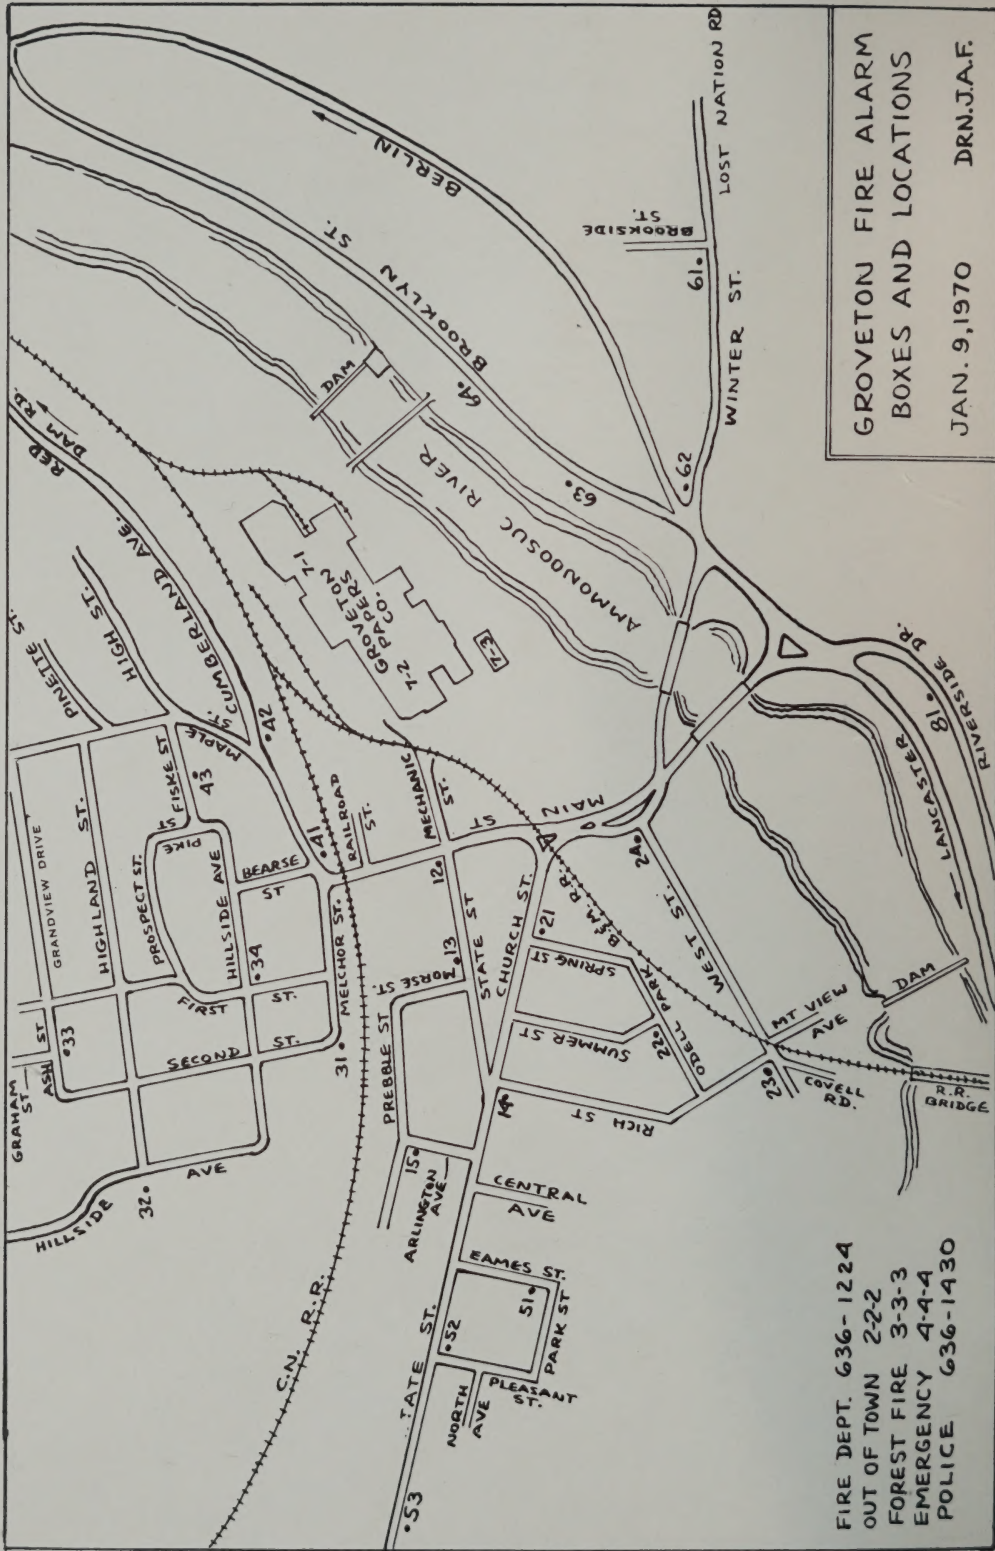 GROVETON FIRE ALARM
BOXES AND LOCATIONS
JAN. 9, 1970 DRN. J.A.F.
FIRE DEPT. 636-1224
OUT OF TOWN 2-2-2
FOREST FIRE 3-3-3
EMERGENCY 4-4-4
POLICE 636-1430
GRAHAM
ST.
ASH
ST
33
GRANDVIEW DRIVE
HIGHLAND ST.
PINETTE ST.
HIGH ST.
CUMBERLAND AVE.
RED
DAM RD.
MAPLE
ST.
42
FISKE ST
43
PIKE
ST
PROSPECT ST.
HILLSIDE AVE
BEARSE
ST
41
34
FIRST
ST.
SECOND
ST.
MELCHOR ST.
31
32
HILLSIDE
AVE
C.N. R.R.
RAILROAD
ST.
MECHANIC
ST.
12
13
MORSE ST.
STATE ST
PREBBLE ST
CHURCH ST.
MAIN
ST
GROVETON
PAPERS
CO.
7-1
7-2
7-3
DAM
AMMONOOSUC RIVER
BROOKLYN
ST.
64
63
62
BERLIN
BROOKSIDE
ST.
61
WINTER ST.
LOST NATION RD
21
SPRING ST
B&M. R.R.
24
WEST ST.
SUMMER ST
22
ODELL PARK
14
RICH ST
23
MT VIEW
AVE
COVELL
RD.
DAM
R.R.
BRIDGE
LANCASTER
81
RIVERSIDE DR.
15
ARLINGTON
AVE
CENTRAL
AVE
EAMES ST.
51
PARK ST
52
PLEASANT
ST.
NORTH
AVE
TATE ST.
53